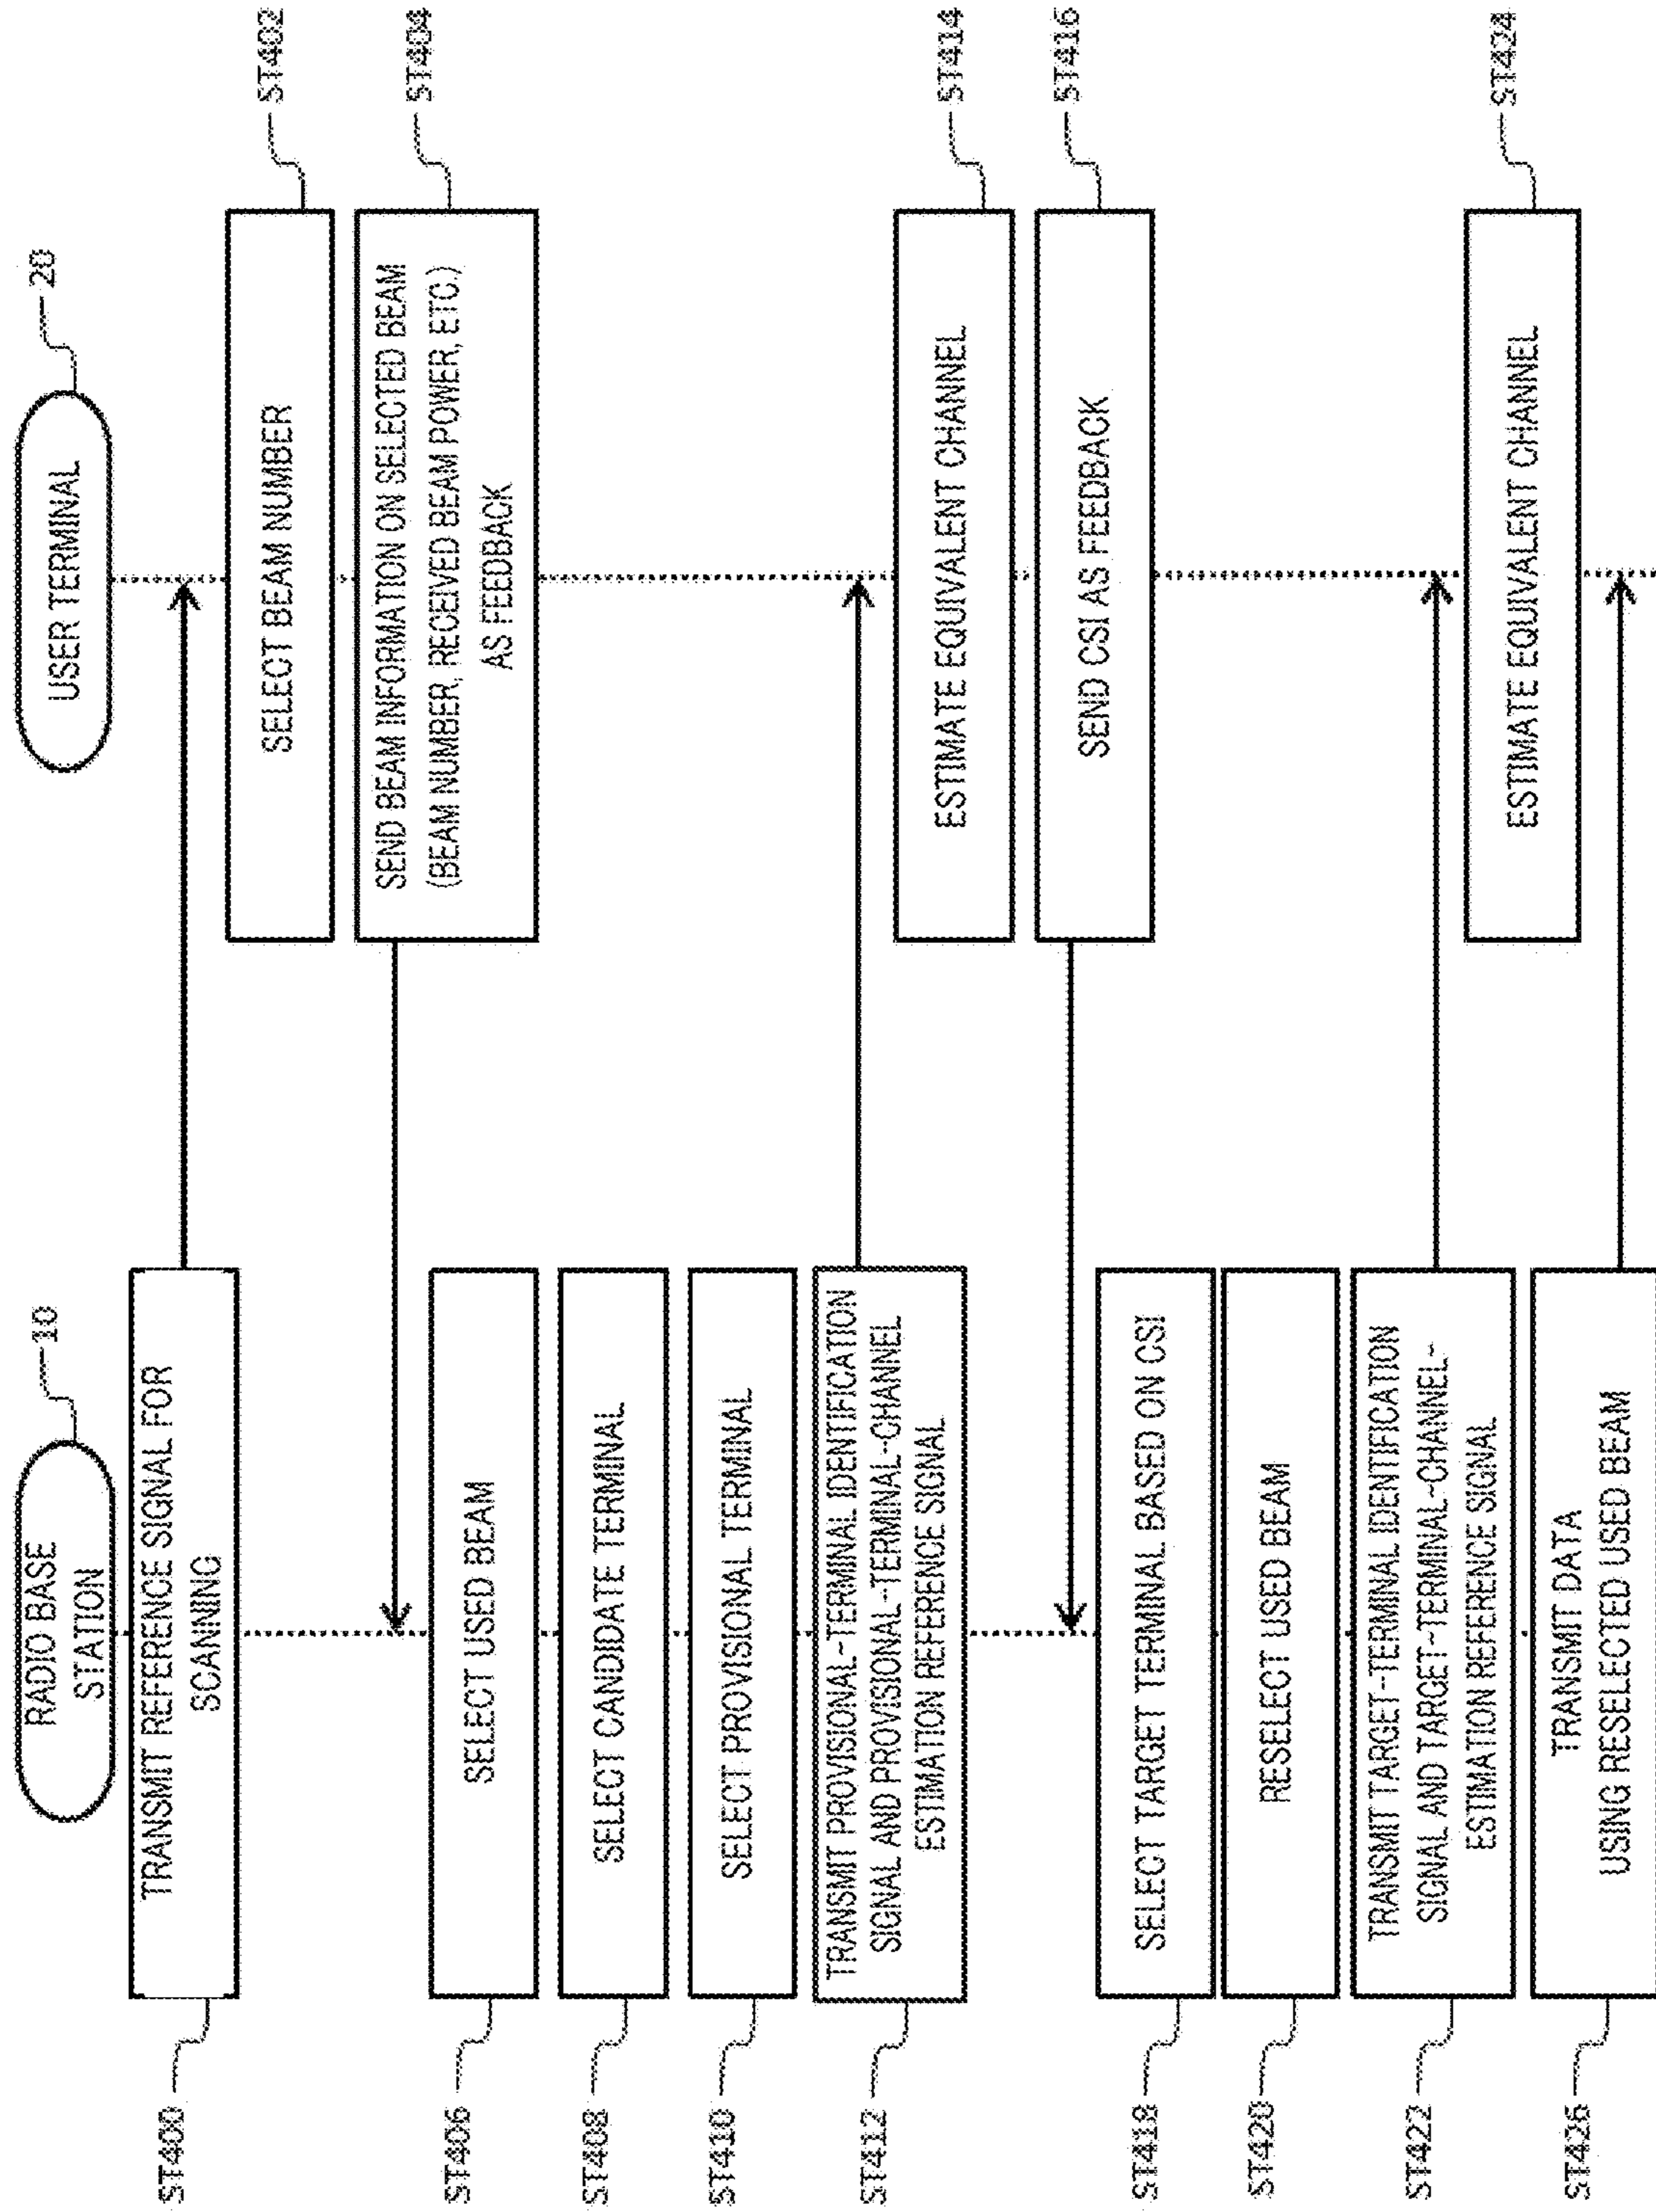 RADIO BASE
STATION
10
USER TERMINAL
20
ST400
TRANSMIT REFERENCE SIGNAL FOR
SCANNING
SELECT BEAM NUMBER
ST402
SEND BEAM INFORMATION ON SELECTED BEAM
(BEAM NUMBER, RECEIVED BEAM POWER, ETC.)
AS FEEDBACK
ST404
ST406
SELECT USED BEAM
ST408
SELECT CANDIDATE TERMINAL
ST410
SELECT PROVISIONAL TERMINAL
ST412
TRANSMIT PROVISIONAL-TERMINAL IDENTIFICATION
SIGNAL AND PROVISIONAL-TERMINAL-CHANNEL
ESTIMATION REFERENCE SIGNAL
ESTIMATE EQUIVALENT CHANNEL
ST414
SEND CSI AS FEEDBACK
ST416
ST418
SELECT TARGET TERMINAL BASED ON CSI
ST420
RESELECT USED BEAM
ST422
TRANSMIT TARGET-TERMINAL IDENTIFICATION
SIGNAL AND TARGET-TERMINAL-CHANNEL-
ESTIMATION REFERENCE SIGNAL
ESTIMATE EQUIVALENT CHANNEL
ST424
ST426
TRANSMIT DATA
USING RESELECTED USED BEAM